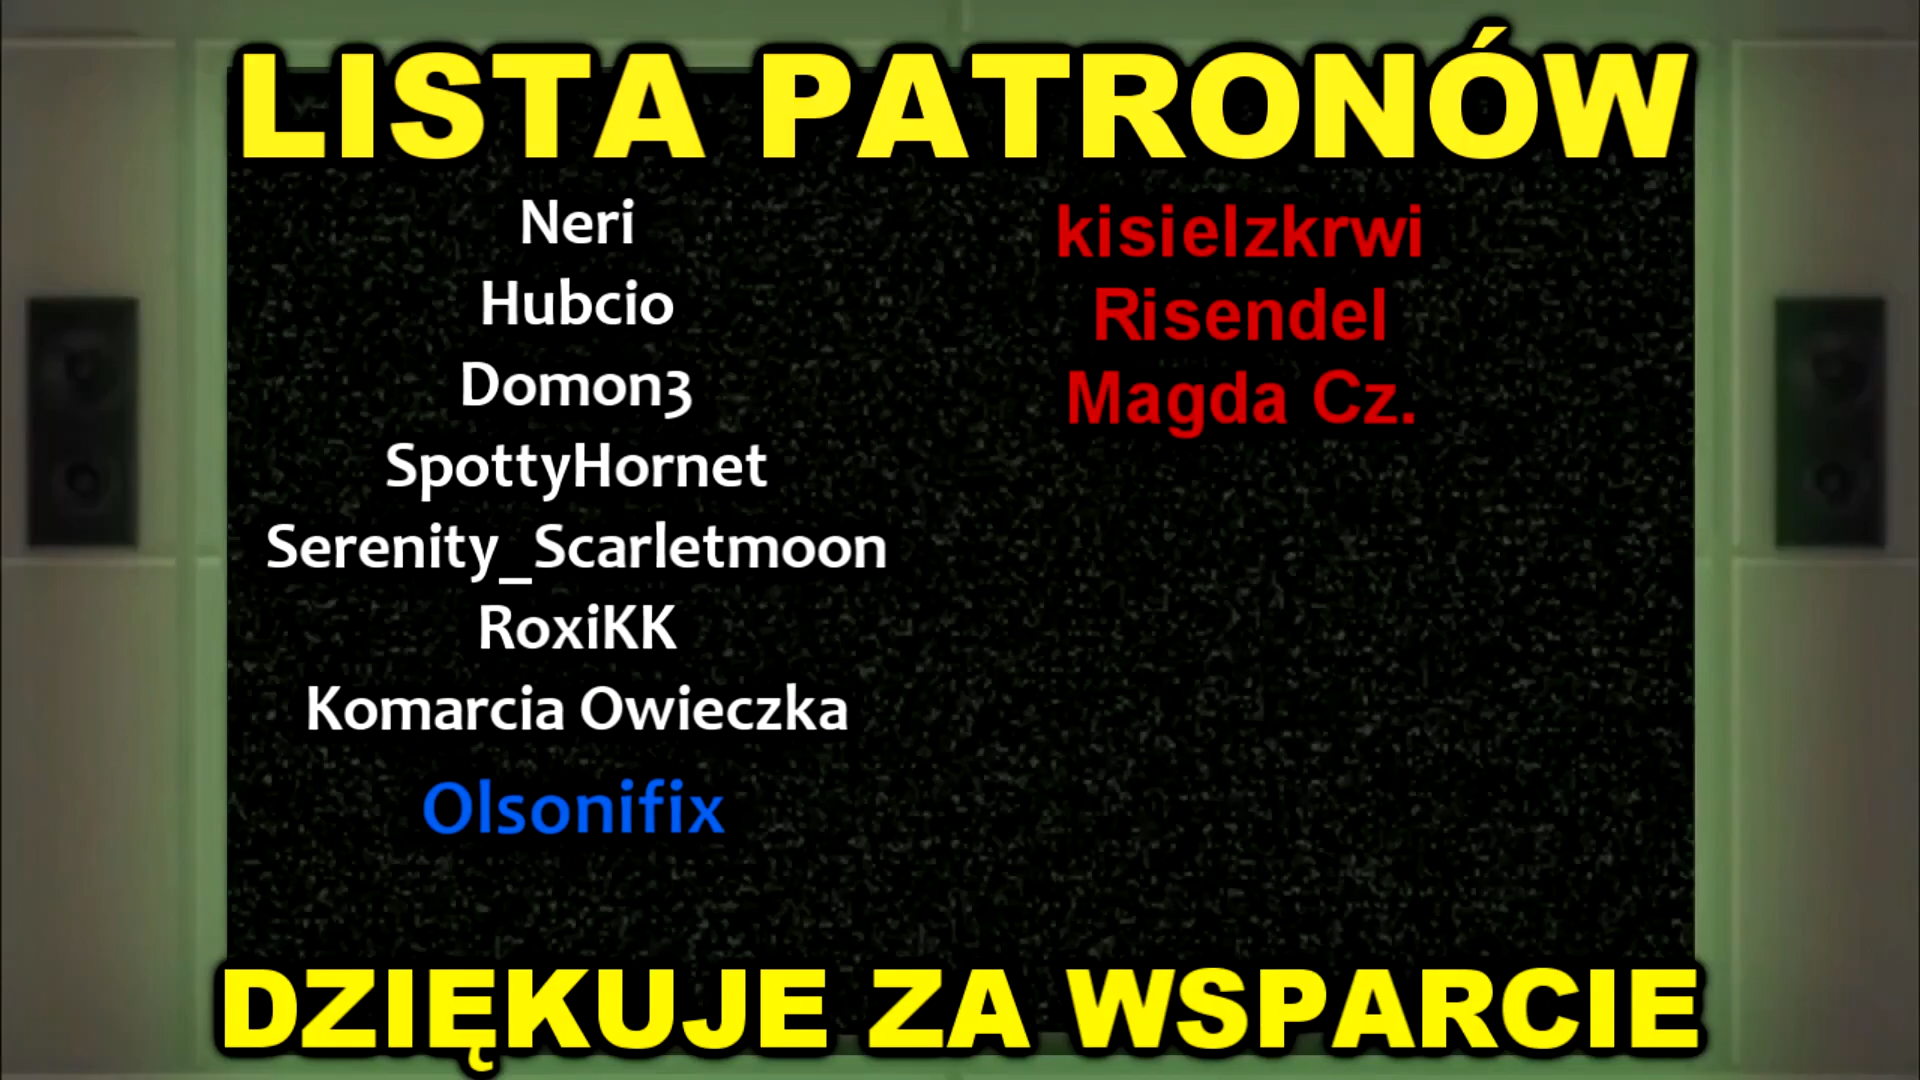 LISTA PATRONÓW
Neri
Hubcio
Domon3
SpottyHornet
Serenity_Scarletmoon
RoxiKK
Komarcia Owieczka
Olsonifix
kisielzkrwi
Risendel
Magda Cz.
DZIĘKUJE ZA WSPARCIE